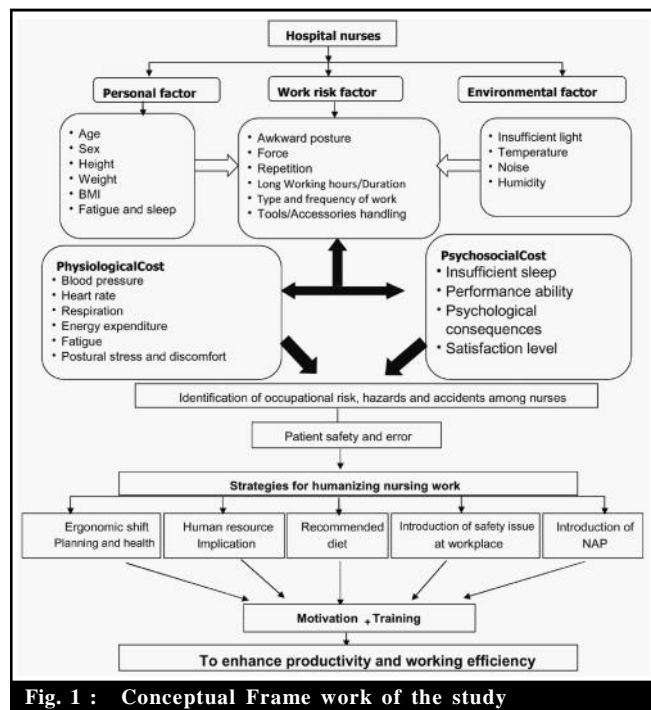 Hospital nurses
Personal factor
Work risk factor
Environmental factor
• Age
• Sex
• Height
• Weight
• BMI
• Fatigue and sleep
• Awkward posture
• Force
• Repetition
• Long Working hours/Duration
• Type and frequency of work
• Tools/Accessories handling
• Insufficient light
• Temperature
• Noise
• Humidity
PhysiologicalCost
• Blood pressure
• Heart rate
• Respiration
• Energy expenditure
• Fatigue
• Postural stress and discomfort
PsychosocialCost
• Insufficient sleep
• Performance ability
• Psychological
consequences
• Satisfaction level
Identification of occupational risk, hazards and accidents among nurses
Patient safety and error
Strategies for humanizing nursing work
Ergonomic shift
Planning and health
Human resource
Implication
Recommended
diet
Introduction of safety issue
at workplace
Introduction of
NAP
Motivation + Training
To enhance productivity and working efficiency
Fig. 1 : Conceptual Frame work of the study